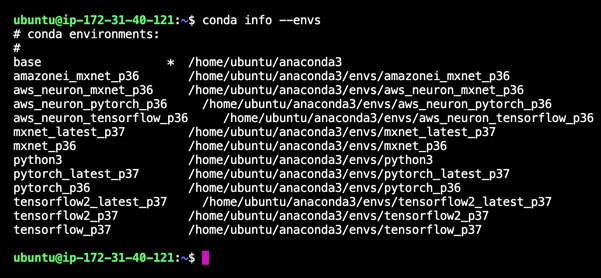 ubuntu@ip-172-31-40-121:~$ conda info --envs
# conda environments:
#
base                  *  /home/ubuntu/anaconda3
amazonei_mxnet_p36       /home/ubuntu/anaconda3/envs/amazonei_mxnet_p36
aws_neuron_mxnet_p36     /home/ubuntu/anaconda3/envs/aws_neuron_mxnet_p36
aws_neuron_pytorch_p36     /home/ubuntu/anaconda3/envs/aws_neuron_pytorch_p36
aws_neuron_tensorflow_p36     /home/ubuntu/anaconda3/envs/aws_neuron_tensorflow_p36
mxnet_latest_p37         /home/ubuntu/anaconda3/envs/mxnet_latest_p37
mxnet_p36                /home/ubuntu/anaconda3/envs/mxnet_p36
python3                  /home/ubuntu/anaconda3/envs/python3
pytorch_latest_p37       /home/ubuntu/anaconda3/envs/pytorch_latest_p37
pytorch_p36              /home/ubuntu/anaconda3/envs/pytorch_p36
tensorflow2_latest_p37     /home/ubuntu/anaconda3/envs/tensorflow2_latest_p37
tensorflow2_p37          /home/ubuntu/anaconda3/envs/tensorflow2_p37
tensorflow_p37           /home/ubuntu/anaconda3/envs/tensorflow_p37
ubuntu@ip-172-31-40-121:~$